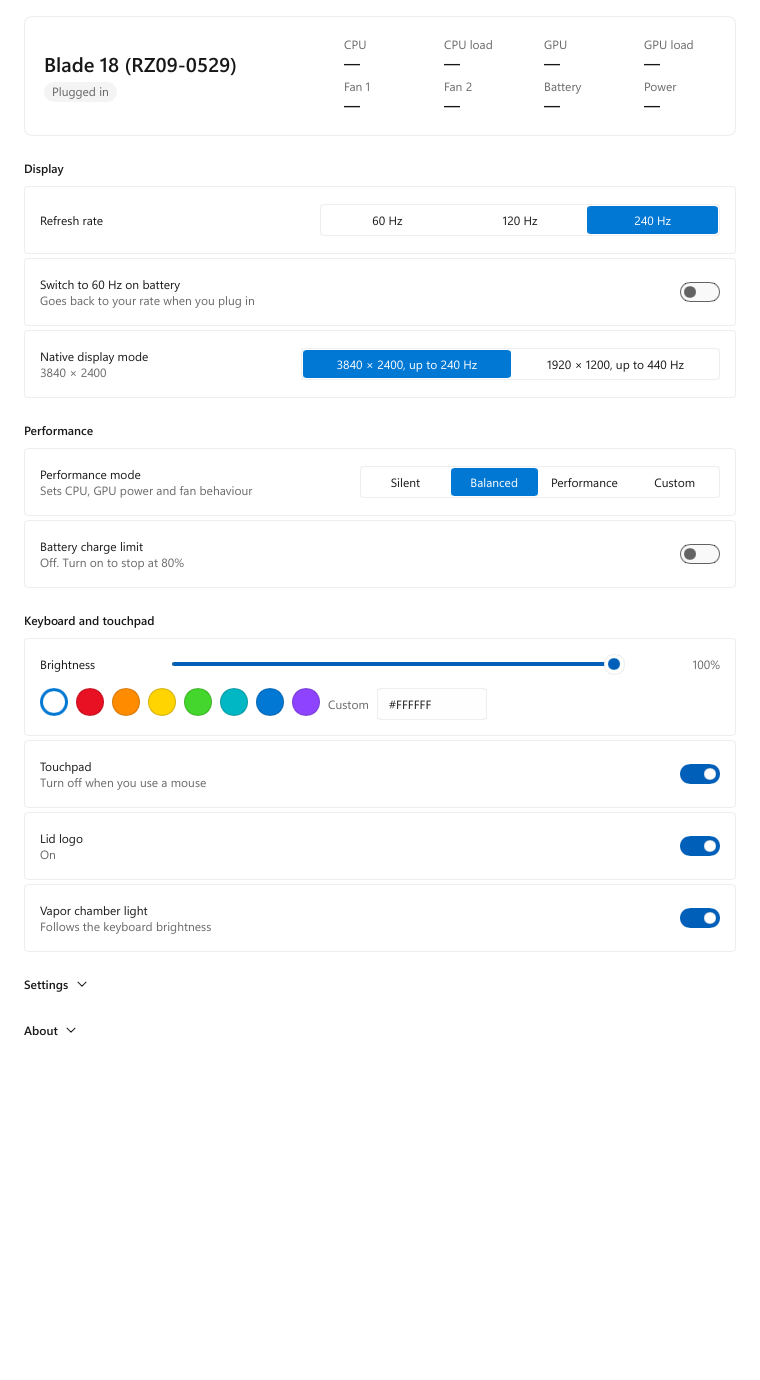 Blade 18 (RZ09-0529)
Plugged in
CPU CPU load GPU GPU load
— — — —
Fan 1 Fan 2 Battery Power
— — — —
Display
Refresh rate 60 Hz 120 Hz 240 Hz
Switch to 60 Hz on battery
Goes back to your rate when you plug in
Native display mode
3840 × 2400
3840 × 2400, up to 240 Hz 1920 × 1200, up to 440 Hz
Performance
Performance mode
Sets CPU, GPU power and fan behaviour
Silent Balanced Performance Custom
Battery charge limit
Off. Turn on to stop at 80%
Keyboard and touchpad
Brightness 100%
Custom #FFFFFF
Touchpad
Turn off when you use a mouse
Lid logo
On
Vapor chamber light
Follows the keyboard brightness
Settings
About